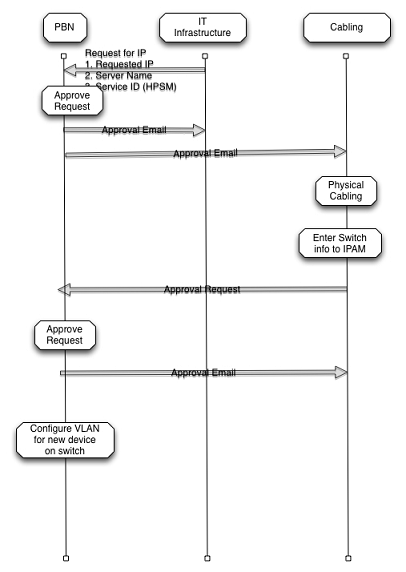 PBN
IT
Infrastructure
Cabling
Request for IP
1. Requested IP
2. Server Name
3. Service ID (HPSM)
Approve
Request
Approval Email
Approval Email
Physical
Cabling
Enter Switch
info to IPAM
Approval Request
Approve
Request
Approval Email
Configure VLAN
for new device
on switch